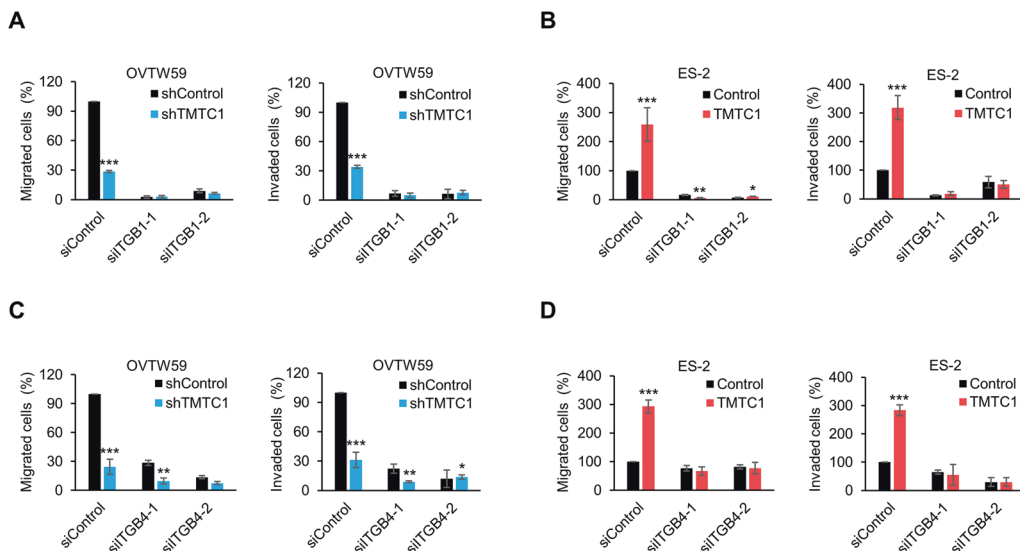 A
OVTW59
Migrated cells (%)
120
90
60
30
0
shControl
shTMTC1
***
siControl
siITGB1-1
siITGB1-2
OVTW59
Invaded cells (%)
120
90
60
30
0
shControl
shTMTC1
***
siControl
siITGB1-1
siITGB1-2
B
ES-2
Migrated cells (%)
400
300
200
100
0
Control
TMTC1
***
**
*
siControl
siITGB1-1
siITGB1-2
ES-2
Invaded cells (%)
400
300
200
100
0
Control
TMTC1
***
siControl
siITGB1-1
siITGB1-2
C
OVTW59
Migrated cells (%)
120
90
60
30
0
shControl
shTMTC1
***
**
siControl
siITGB4-1
siITGB4-2
OVTW59
Invaded cells (%)
120
90
60
30
0
shControl
shTMTC1
***
**
*
siControl
siITGB4-1
siITGB4-2
D
ES-2
Migrated cells (%)
400
300
200
100
0
Control
TMTC1
***
siControl
siITGB4-1
siITGB4-2
ES-2
Invaded cells (%)
400
300
200
100
0
Control
TMTC1
***
siControl
siITGB4-1
siITGB4-2